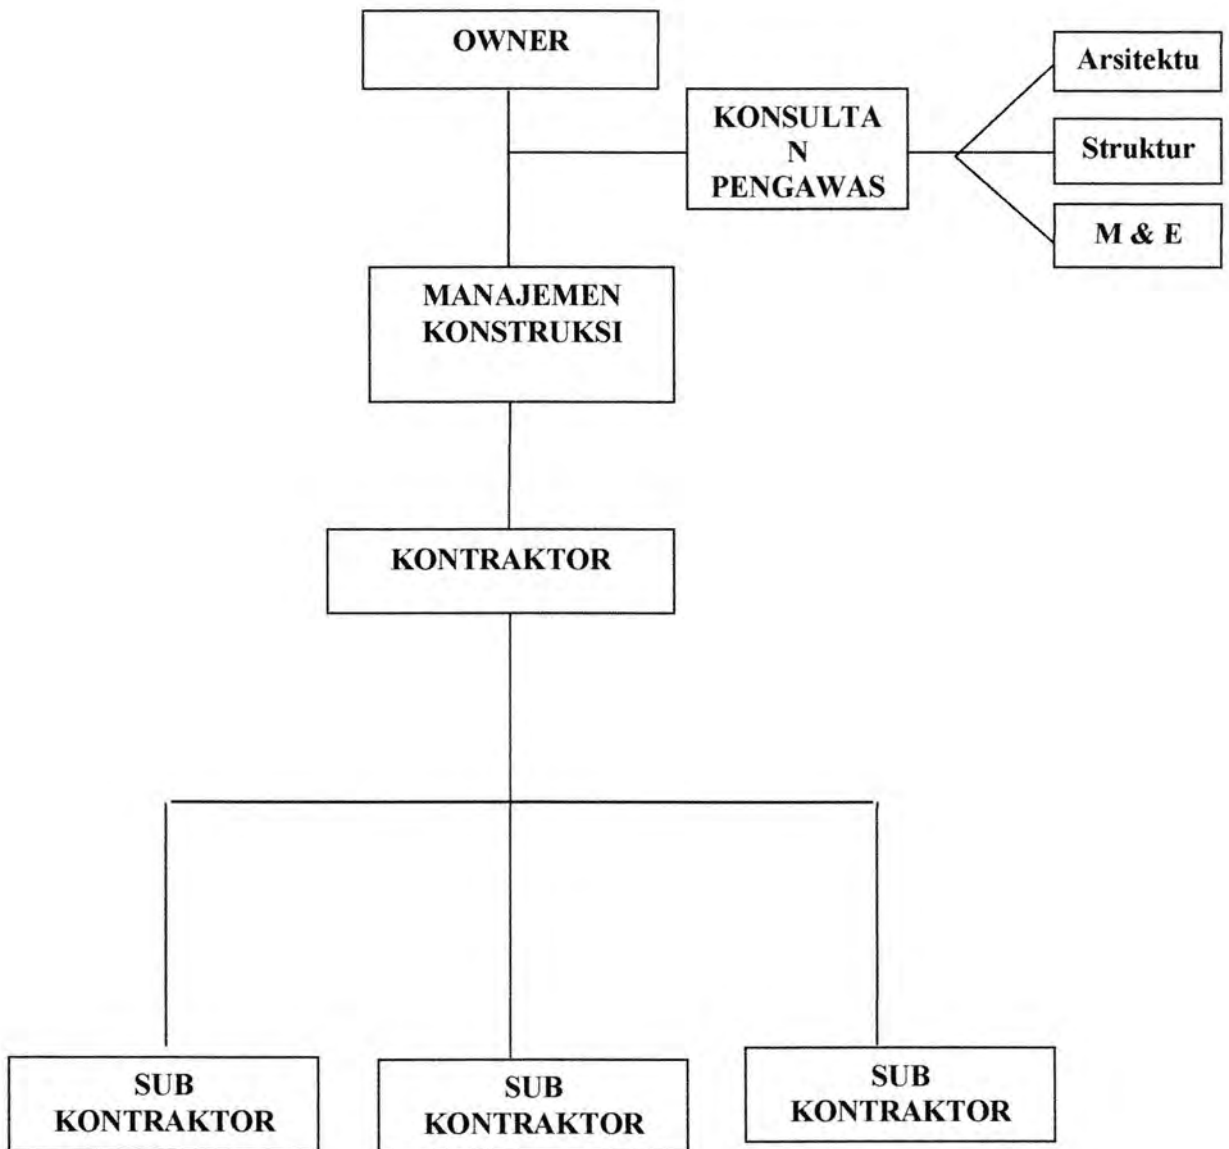 OWNER
Arsitektu
KONSULTA
N
PENGAWAS
Struktur
M & E
MANAJEMEN
KONSTRUKSI
KONTRAKTOR
SUB
KONTRAKTOR
SUB
KONTRAKTOR
SUB
KONTRAKTOR